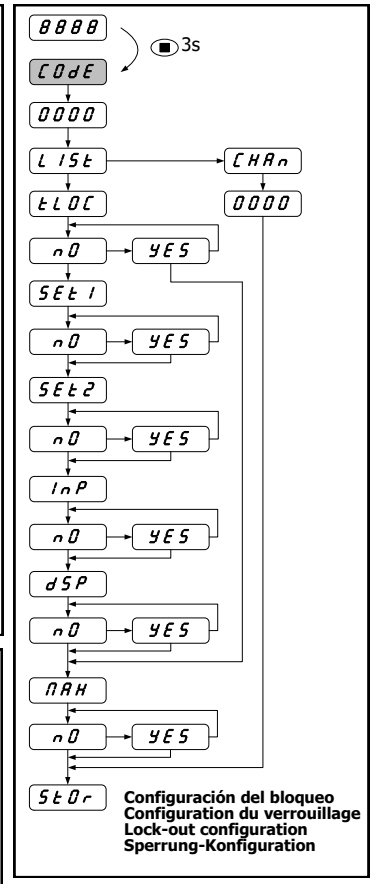 8888
3s
CODE
0000
LISt CHAn
tLOC 0000
nO YES
SEt1
nO YES
SEt2
nO YES
InP
nO YES
dSP
nO YES
MAX
nO YES
StOr
Configuración del bloqueo
Configuration du verrouillage
Lock-out configuration
Sperrung-Konfiguration